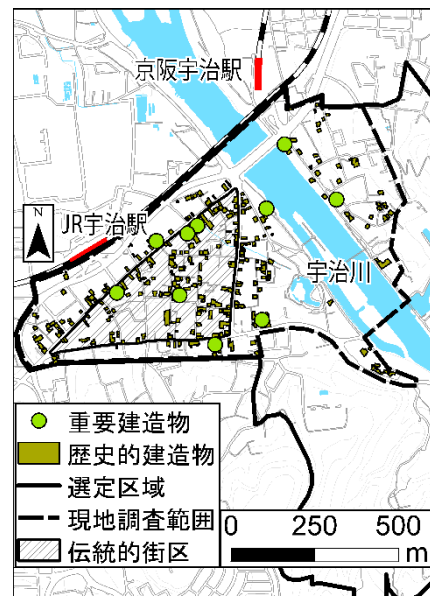 京阪宇治駅
N
JR宇治駅
宇治川
重要建造物
歴史的建造物
選定区域
現地調査範囲
伝統的街区
0 250 500
m